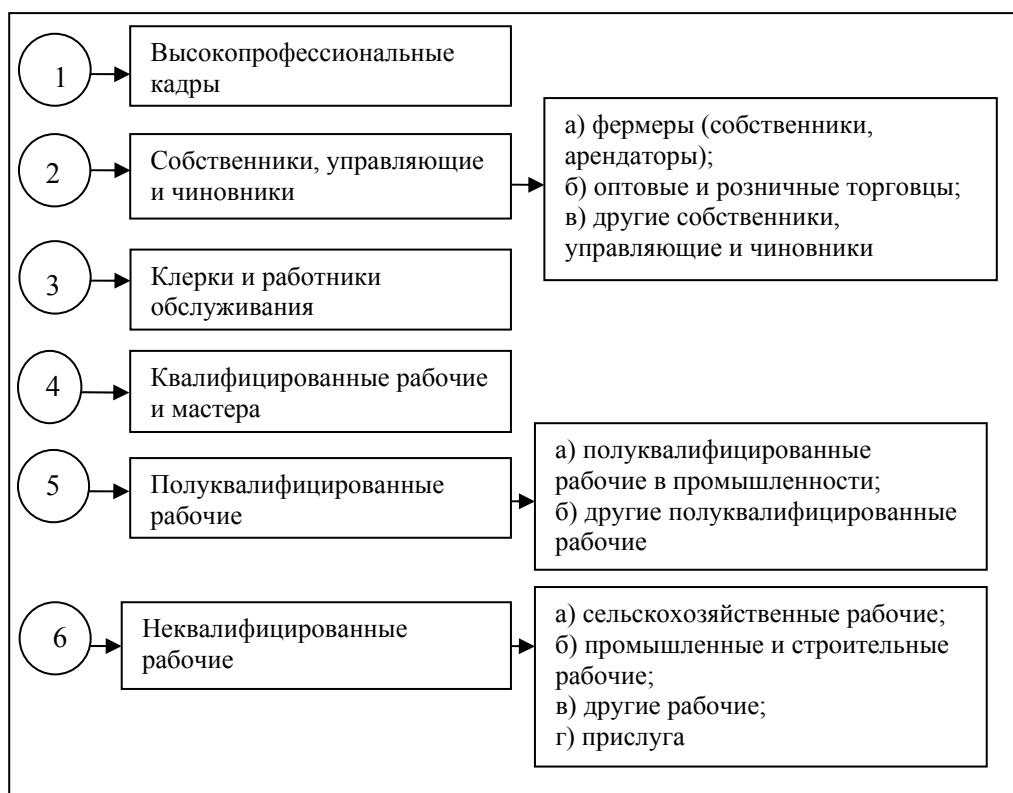 1
Высокопрофессиональные
кадры
2
Собственники, управляющие
и чиновники
а) фермеры (собственники,
арендаторы);
б) оптовые и розничные торговцы;
в) другие собственники,
управляющие и чиновники
3
Клерки и работники
обслуживания
4
Квалифицированные рабочие
и мастера
5
Полуквалифицированные
рабочие
а) полуквалифицированные
рабочие в промышленности;
б) другие полуквалифицированные
рабочие
6
Неквалифицированные
рабочие
а) сельскохозяйственные рабочие;
б) промышленные и строительные
рабочие;
в) другие рабочие;
г) прислуга